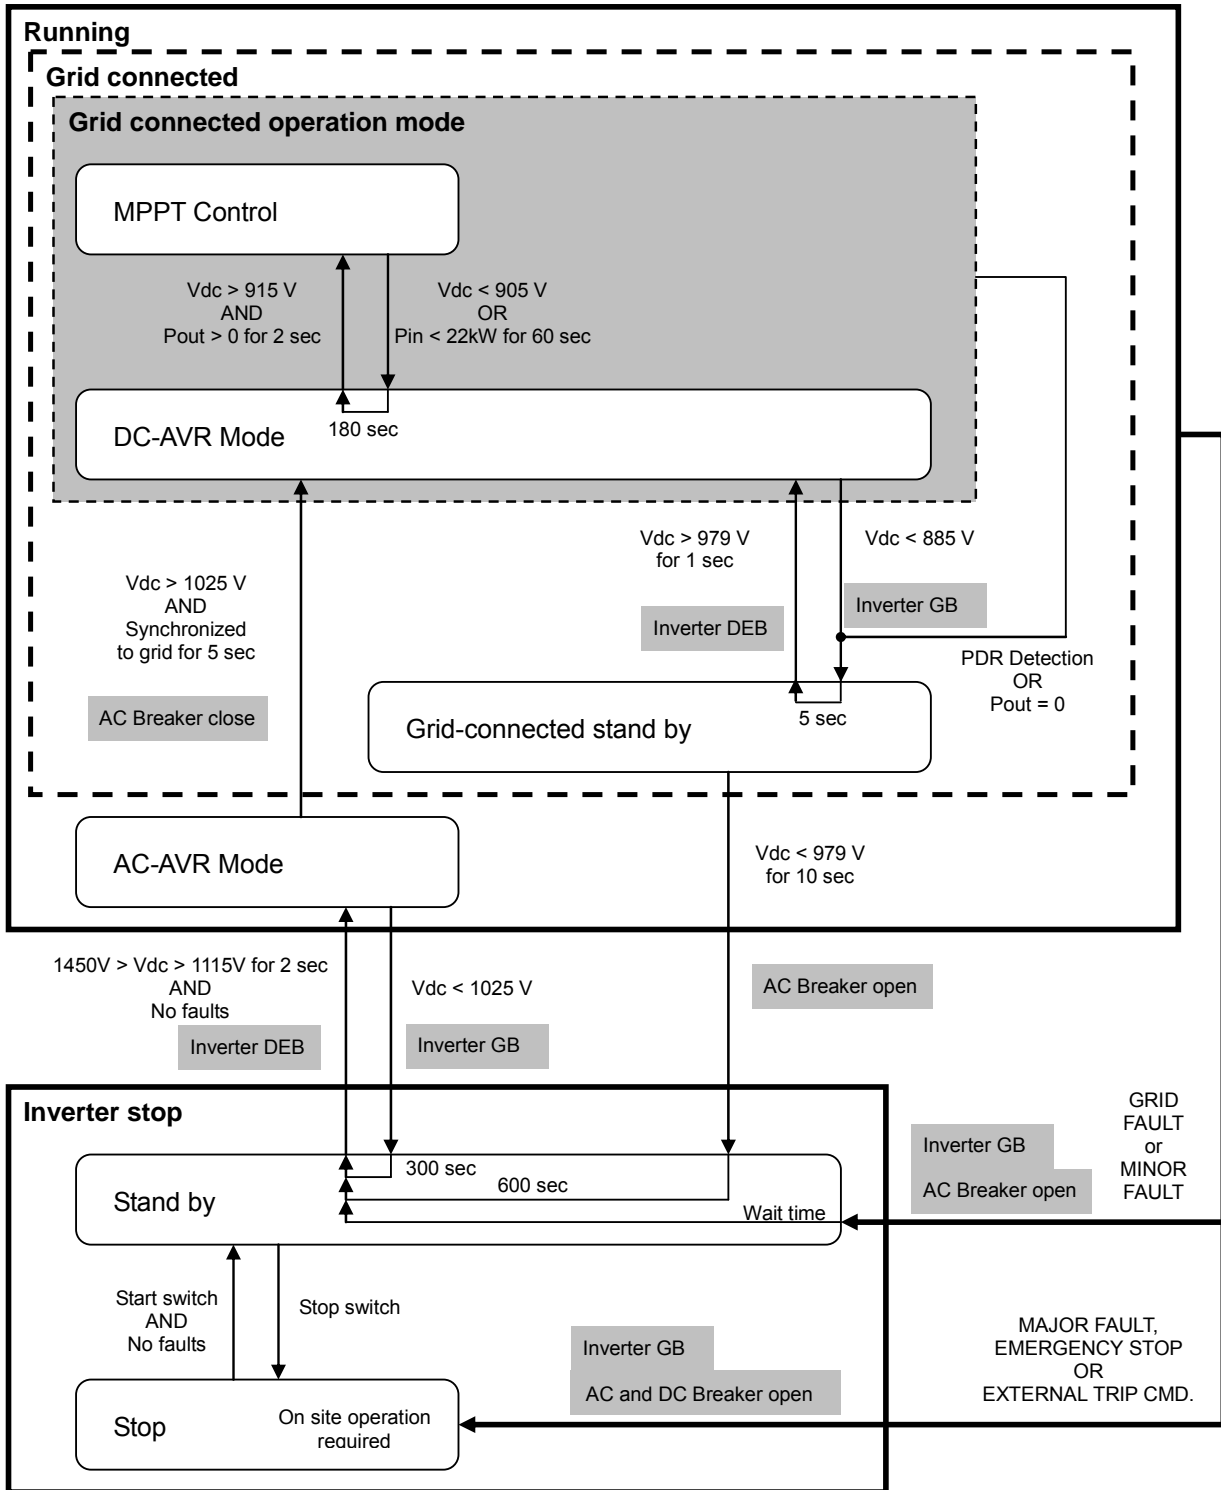 Running
Grid connected
Grid connected operation mode
MPPT Control
Vdc > 915 V
AND
Pout > 0 for 2 sec
Vdc < 905 V
OR
Pin < 22kW for 60 sec
DC-AVR Mode
180 sec
Vdc > 1025 V
AND
Synchronized
to grid for 5 sec
AC Breaker close
Vdc > 979 V
for 1 sec
Inverter DEB
Vdc < 885 V
Inverter GB
PDR Detection
OR
Pout = 0
Grid-connected stand by
5 sec
AC-AVR Mode
Vdc < 979 V
for 10 sec
AC Breaker open
1450V > Vdc > 1115V for 2 sec
AND
No faults
Inverter DEB
Vdc < 1025 V
Inverter GB
Inverter stop
Stand by
300 sec
600 sec
Wait time
Inverter GB
AC Breaker open
GRID
FAULT
or
MINOR
FAULT
Start switch
AND
No faults
Stop switch
Inverter GB
AC and DC Breaker open
MAJOR FAULT,
EMERGENCY STOP
OR
EXTERNAL TRIP CMD.
Stop
On site operation
required